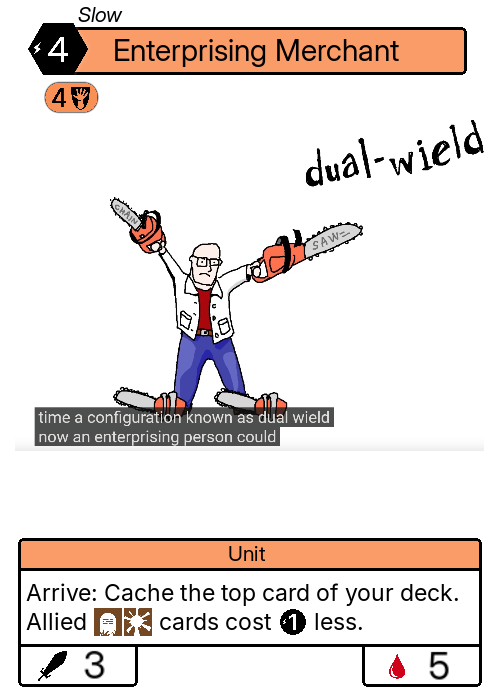 Slow
4
Enterprising Merchant
4
dual-wield
CHAIN
SAW=
time a configuration known as dual wield
now an enterprising person could
Unit
Arrive: Cache the top card of your deck.
Allied cards cost 1 less.
3
5